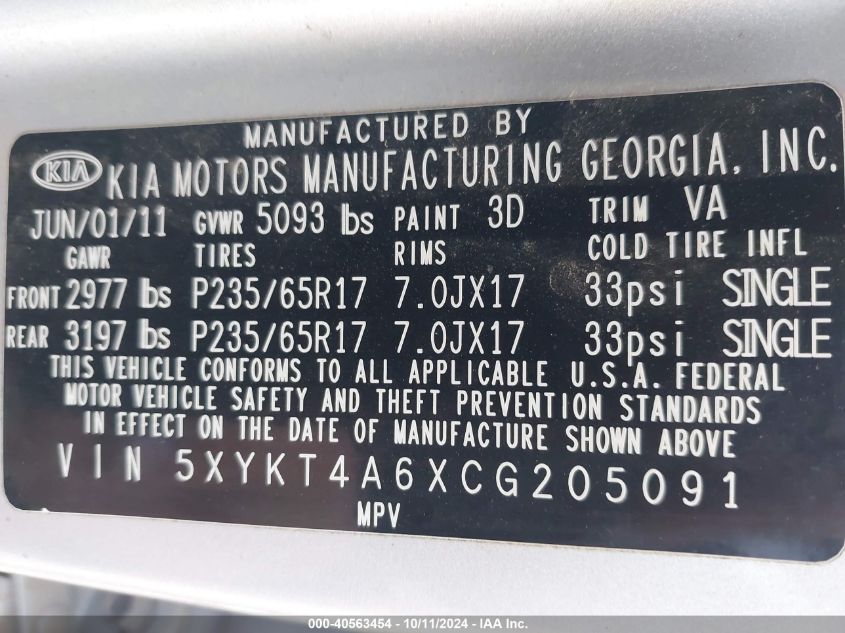 MANUFACTURED BY
KIA KIA MOTORS MANUFACTURING GEORGIA, INC.
JUN/01/11 GVWR 5093 lbs PAINT 3D TRIM VA
GAWR TIRES RIMS COLD TIRE INFL
FRONT 2977 lbs P235/65R17 7.0JX17 33psi SINGLE
REAR 3197 lbs P235/65R17 7.0JX17 33psi SINGLE
THIS VEHICLE CONFORMS TO ALL APPLICABLE U.S.A. FEDERAL
MOTOR VEHICLE SAFETY AND THEFT PREVENTION STANDARDS
IN EFFECT ON THE DATE OF MANUFACTURE SHOWN ABOVE
VIN 5XYKT4A6XCG205091
MPV
000-40563454 - 10/11/2024 - IAA Inc.